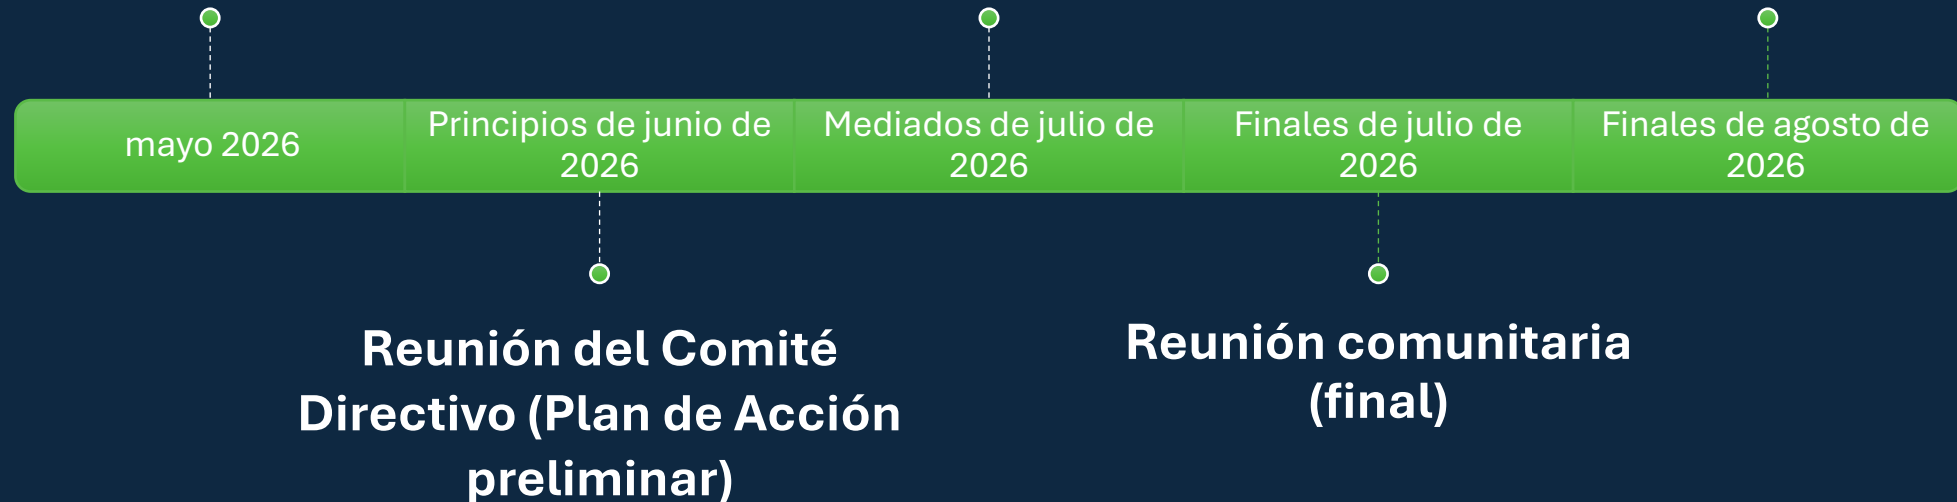 mayo 2026
Principios de junio de
2026
Mediados de julio de
2026
Finales de julio de
2026
Finales de agosto de
2026
Reunión del Comité
Directivo (Plan de Acción
preliminar)
Reunión comunitaria
(final)